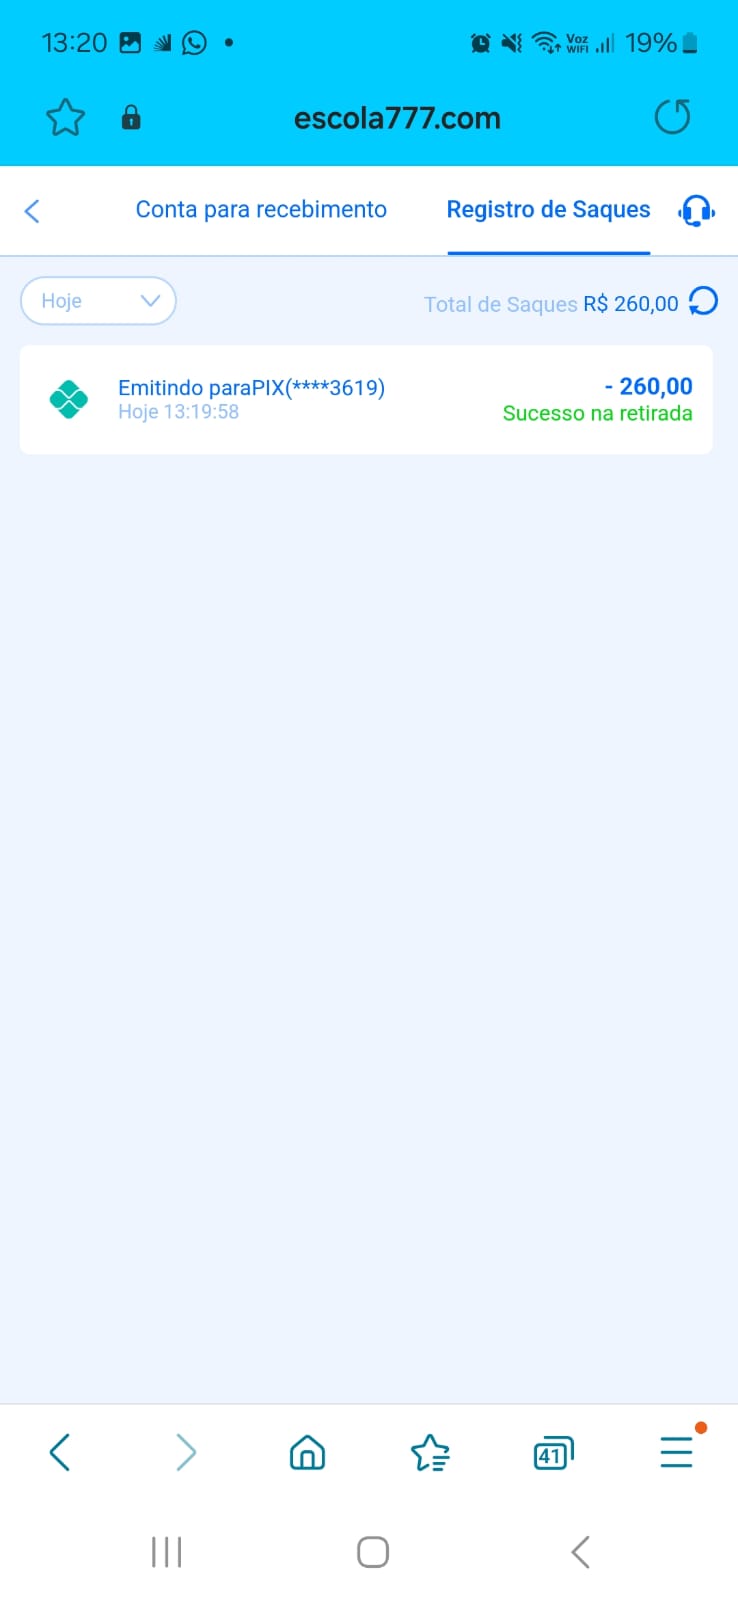 13:20 Voz WIFI 19%
escola777.com
Conta para recebimento Registro de Saques
Hoje Total de Saques R$ 260,00
Emitindo paraPIX(****3619) - 260,00
Hoje 13:19:58 Sucesso na retirada
41